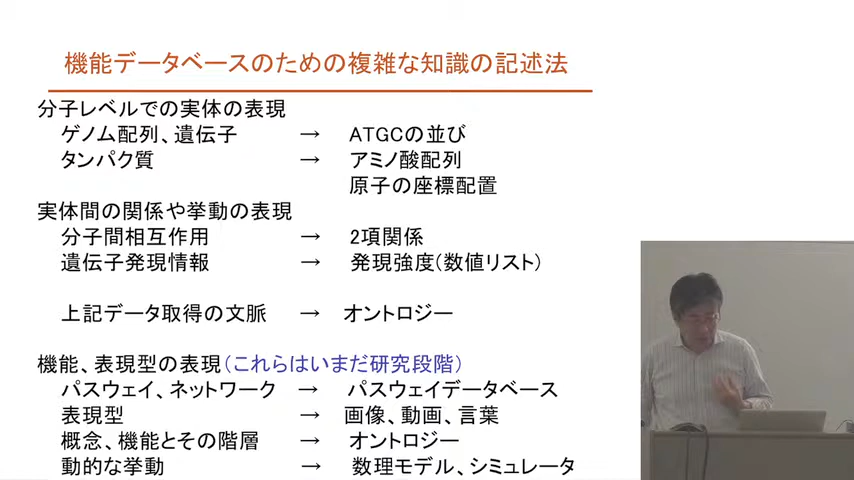 機能データベースのための複雑な知識の記述法
分子レベルでの実体の表現
ゲノム配列、遺伝子 → ATGCの並び
タンパク質 → アミノ酸配列
原子の座標配置
実体間の関係や挙動の表現
分子間相互作用 → 2項関係
遺伝子発現情報 → 発現強度(数値リスト)
上記データ取得の文脈 → オントロジー
機能、表現型の表現(これらはいまだ研究段階)
パスウェイ、ネットワーク → パスウェイデータベース
表現型 → 画像、動画、言葉
概念、機能とその階層 → オントロジー
動的な挙動 → 数理モデル、シミュレータ